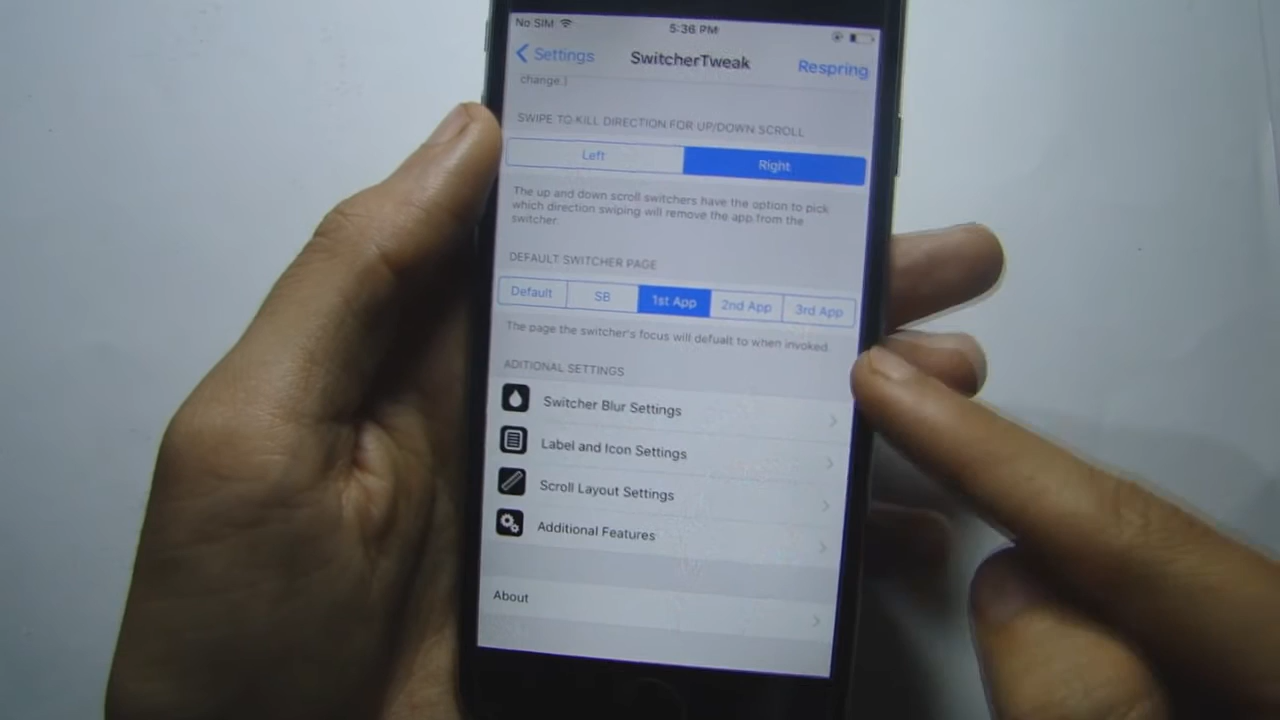 No SIM 5:36 PM
Settings SwitcherTweak Respring
change.)
SWIPE TO KILL DIRECTION FOR UP/DOWN SCROLL
Left Right
The up and down scroll switchers have the option to pick
which direction swiping will remove the app from the
switcher.
DEFAULT SWITCHER PAGE
Default SB 1st App 2nd App 3rd App
The page the switcher's focus will defualt to when invoked.
ADITIONAL SETTINGS
Switcher Blur Settings
Label and Icon Settings
Scroll Layout Settings
Additional Features
About